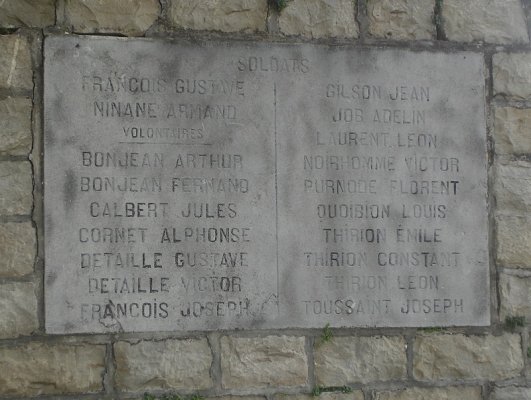 SOLDATS
FRANÇOIS GUSTAVE
NINANE ARMAND
VOLONTAIRES
BONJEAN ARTHUR
BONJEAN FERNAND
CALBERT JULES
CORNET ALPHONSE
DETAILLE GUSTAVE
DETAILLE VICTOR
FRANCOIS JOSEPH
GILSON JEAN
JOB ADELIN
LAURENT LEON
NOIRHOMME VICTOR
PURNODE FLORENT
QUOIBION LOUIS
THIRION ÉMILE
THIRION CONSTANT
THIRION LEON
TOUSSAINT JOSEPH